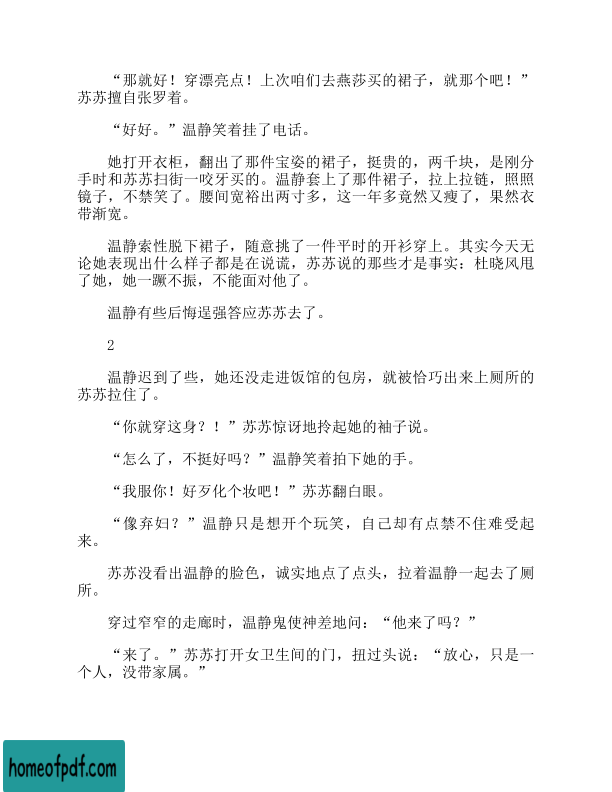 “那就好！穿漂亮点！上次咱们去燕莎买的裙子，就那个吧！”
苏苏擅自张罗着。
“好好。”温静笑着挂了电话。
她打开衣柜，翻出了那件宝姿的裙子，挺贵的，两千块，是刚分
手时和苏苏扫街一咬牙买的。温静套上了那件裙子，拉上拉链，照照
镜子，不禁笑了。腰间宽裕出两寸多，这一年多竟然又瘦了，果然衣
带渐宽。
温静索性脱下裙子，随意挑了一件平时的开衫穿上。其实今天无
论她表现出什么样子都是在说谎，苏苏说的那些才是事实：杜晓风甩
了她，她一蹶不振，不能面对他了。
温静有些后悔逞强答应苏苏去了。
2
温静迟到了些，她还没走进饭馆的包房，就被恰巧出来上厕所的
苏苏拉住了。
“你就穿这身？！”苏苏惊讶地拎起她的袖子说。
“怎么了，不挺好吗？”温静笑着拍下她的手。
“我服你！好歹化个妆吧！”苏苏翻白眼。
“像弃妇？”温静只是想开个玩笑，自己却有点禁不住难受起
来。
苏苏没看出温静的脸色，诚实地点了点头，拉着温静一起去了厕
所。
穿过窄窄的走廊时，温静鬼使神差地问：“他来了吗？”
“来了。”苏苏打开女卫生间的门，扭过头说：“放心，只是一
个人，没带家属。”
homeofpdf.com